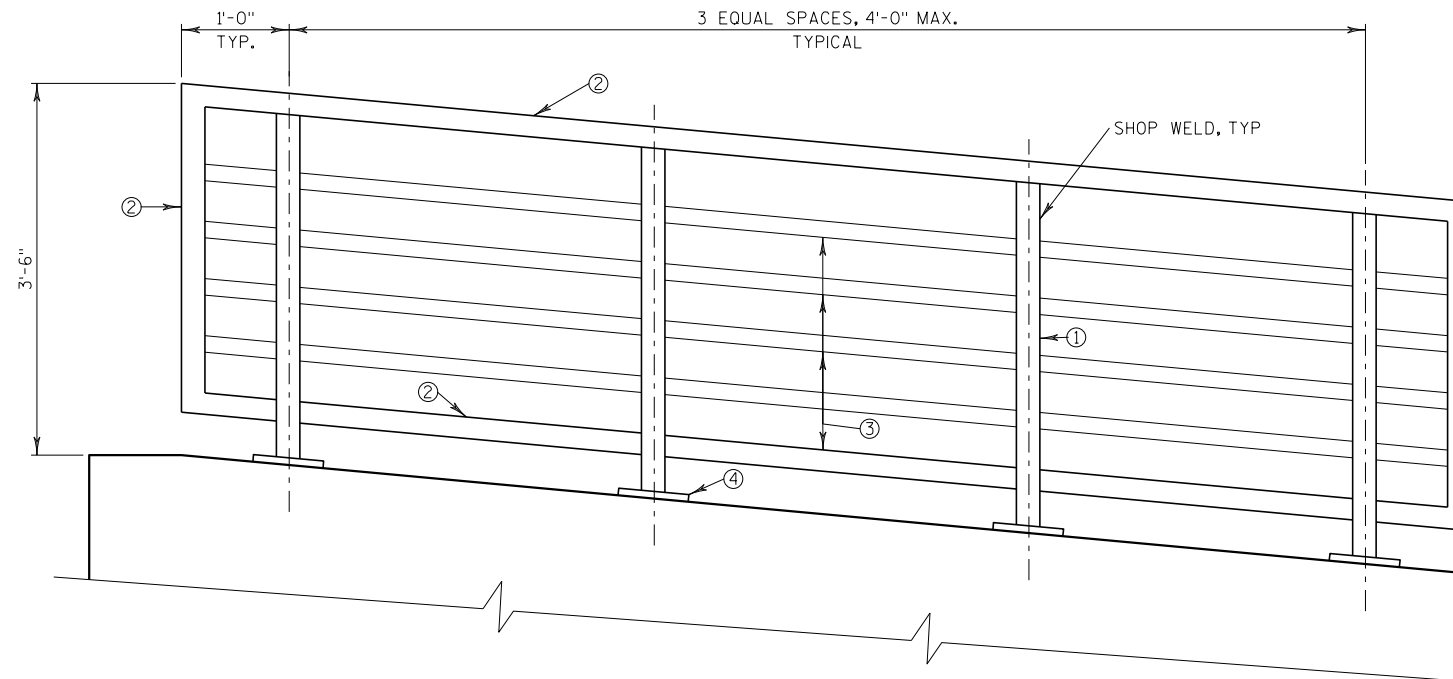 1'-0"
TYP.
3 EQUAL SPACES, 4'-0" MAX.
TYPICAL
2
SHOP WELD, TYP
2
3'-6"
1
2
3
4